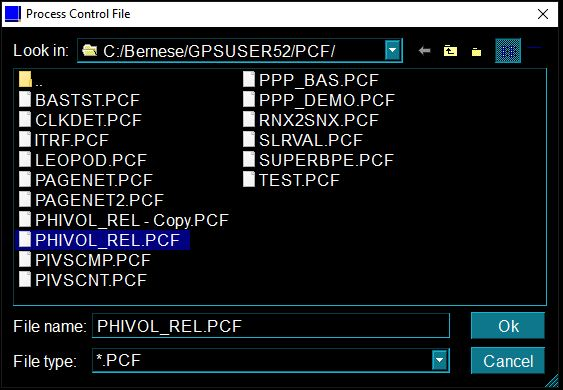 Process Control File
Look in: C:/Bernese/GPSUSER52/PCF/
..
BASTST.PCF
CLKDET.PCF
ITRF.PCF
LEOPOD.PCF
PAGENET.PCF
PAGENET2.PCF
PHIVOL_REL - Copy.PCF
PHIVOL_REL.PCF
PIVSCMP.PCF
PIVSCNT.PCF
PPP_BAS.PCF
PPP_DEMO.PCF
RNX2SNX.PCF
SLRVAL.PCF
SUPERBPE.PCF
TEST.PCF
File name: PHIVOL_REL.PCF Ok
File type: *.PCF Cancel